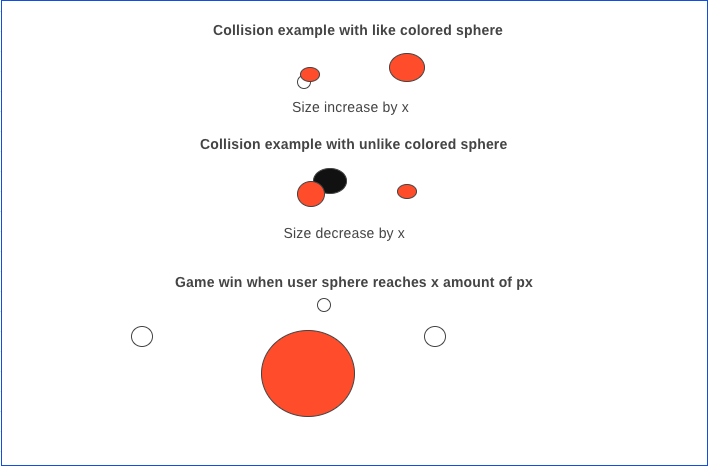 Collision example with like colored sphere
Size increase by x
Collision example with unlike colored sphere
Size decrease by x
Game win when user sphere reaches x amount of px